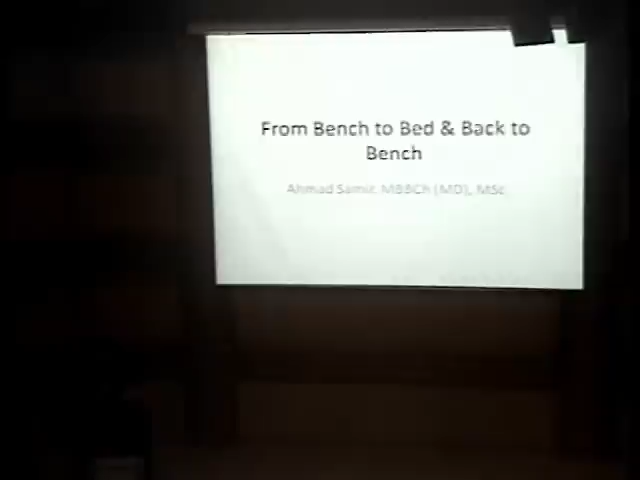 From Bench to Bed & Back to
Bench
Ahmad Samir, MBBCh (MD), MSc